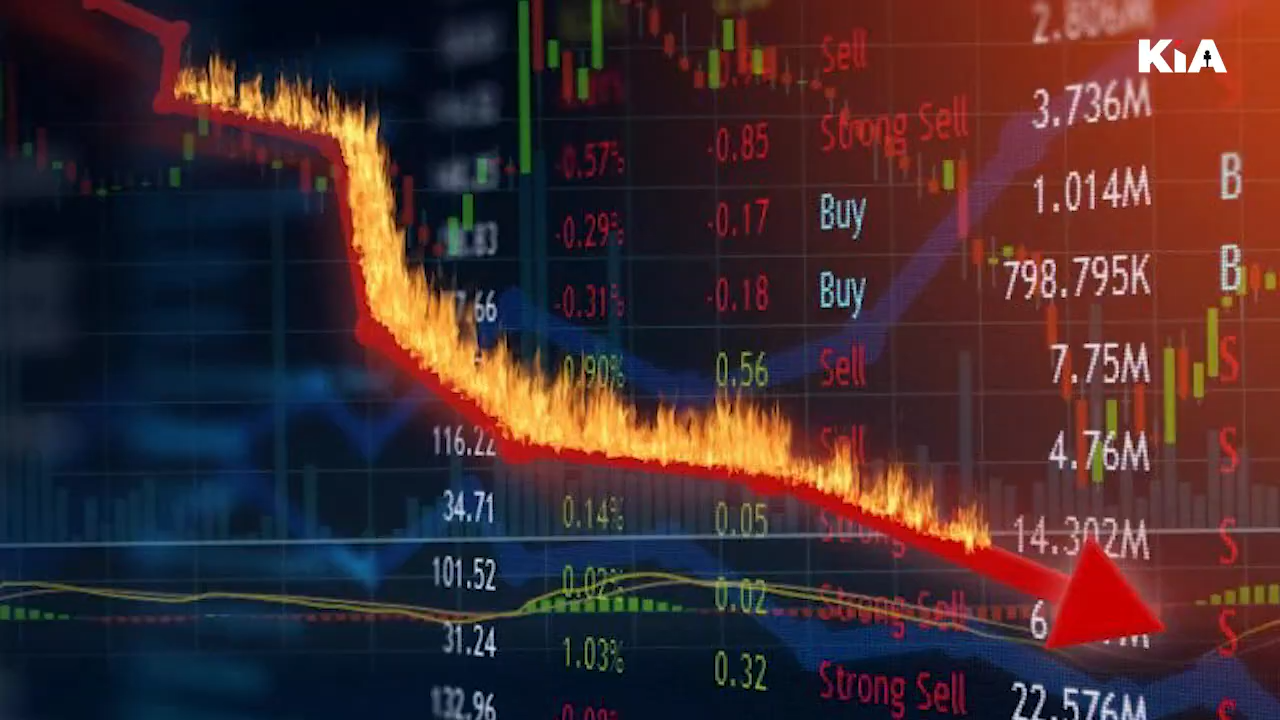 KiA
Sell 2.806M
Strong Sell 3.736M
-0.57% -0.85
Buy 1.014M B
-0.29% -0.17
Buy 798.795K B
-0.31% -0.18
Sell 7.75M S
0.90% 0.56
116.22 Sell 4.76M S
34.71 0.14% 0.05 Strong 14.302M S
101.52 0.02% 0.02 Strong Sell S
31.24 1.03% 0.32 Strong Sell 22.576M
132.96